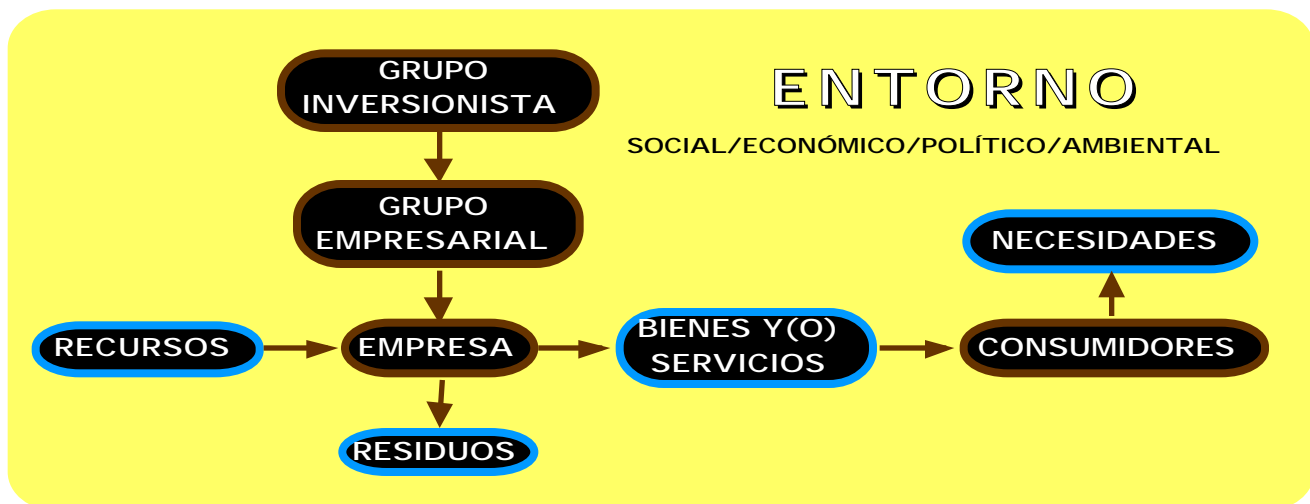 GRUPO
INVERSIONISTA
ENTORNO
SOCIAL/ECONÓMICO/POLÍTICO/AMBIENTAL
GRUPO
EMPRESARIAL
NECESIDADES
RECURSOS
EMPRESA
BIENES Y(O)
SERVICIOS
CONSUMIDORES
RESIDUOS